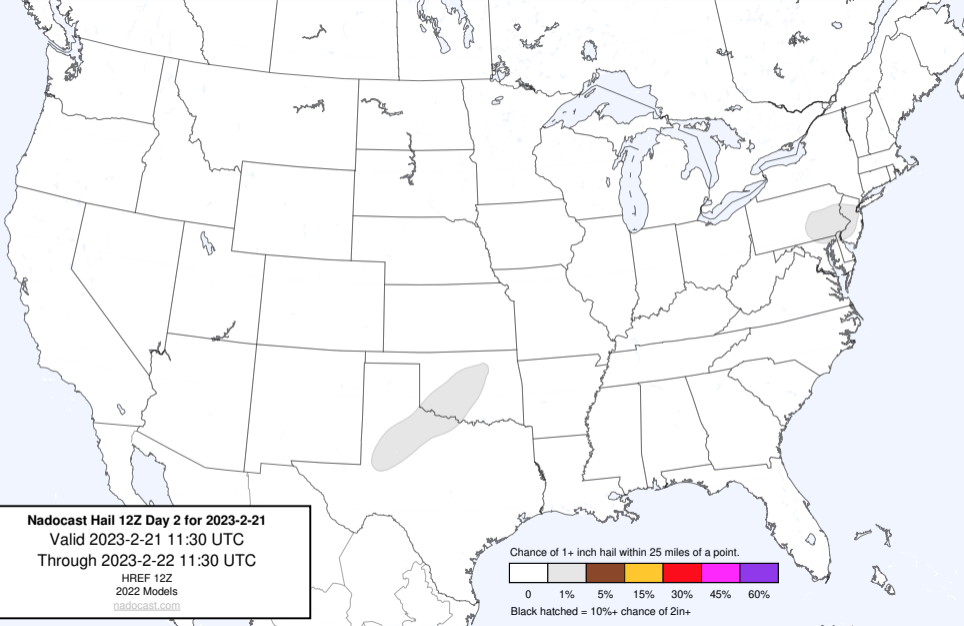 Nadocast Hail 12Z Day 2 for 2023-2-21
Valid 2023-2-21 11:30 UTC
Through 2023-2-22 11:30 UTC
HREF 12Z
2022 Models
nadocast.com
Chance of 1+ inch hail within 25 miles of a point.
0 1% 5% 15% 30% 45% 60%
Black hatched = 10%+ chance of 2in+